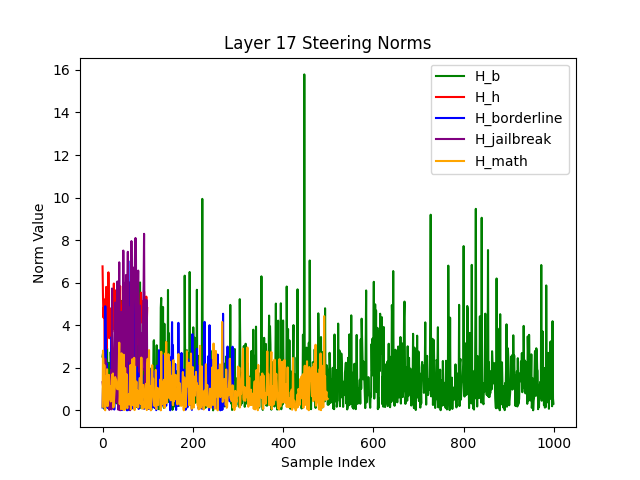 Layer 17 Steering Norms
16
14
12
10
8
6
4
2
0
Norm Value
H_b
H_h
H_borderline
H_jailbreak
H_math
0
200
400
600
800
1000
Sample Index